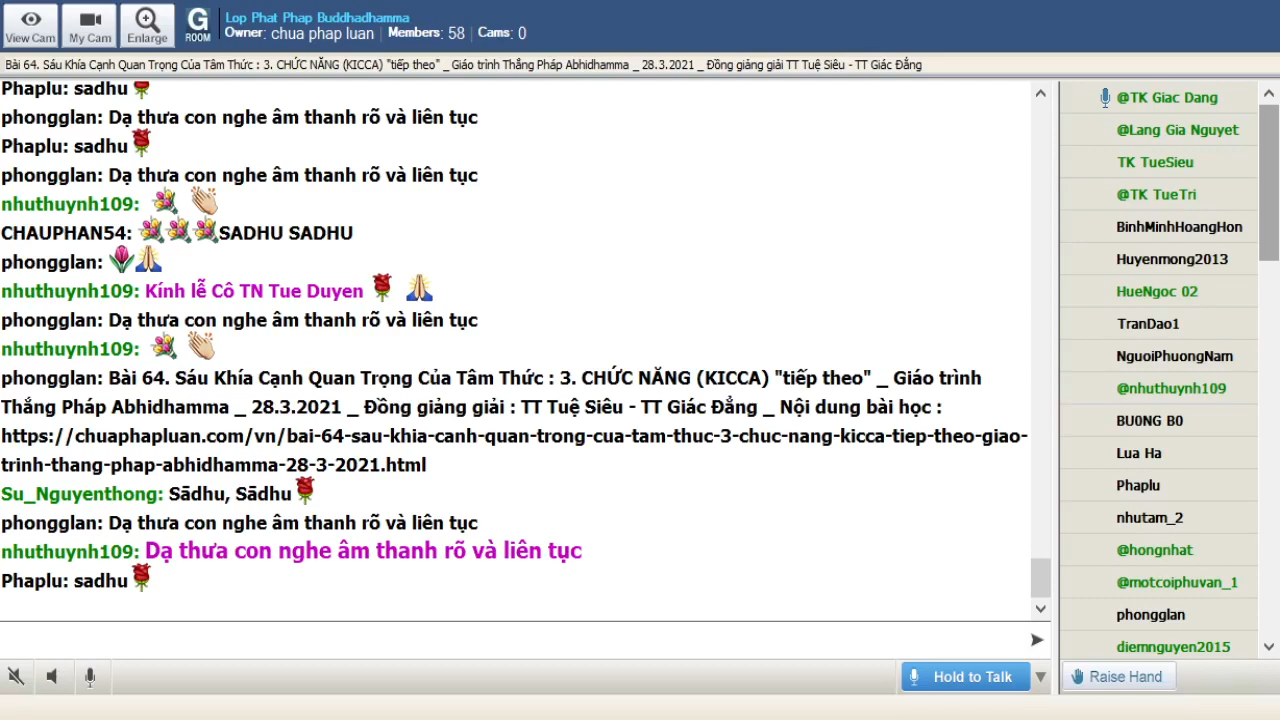 View Cam
My Cam
Enlarge
G
ROOM
Lop Phat Phap Buddhadhamma
Owner: chua phap luan Members: 58 Cams: 0
Bài 64. Sáu Khía Cạnh Quan Trọng Của Tâm Thức : 3. CHỨC NĂNG (KICCA) "tiếp theo" _ Giáo trình Thắng Pháp Abhidhamma _ 28.3.2021 _ Đồng giảng giải TT Tuệ Siêu - TT Giác Đẳng
Phaplu: sadhu
phongglan: Dạ thưa con nghe âm thanh rõ và liên tục
Phaplu: sadhu
phongglan: Dạ thưa con nghe âm thanh rõ và liên tục
nhuthuynh109:
CHAUPHAN54: SADHU SADHU
phongglan:
nhuthuynh109: Kính lễ Cô TN Tue Duyen
phongglan: Dạ thưa con nghe âm thanh rõ và liên tục
nhuthuynh109:
phongglan: Bài 64. Sáu Khía Cạnh Quan Trọng Của Tâm Thức : 3. CHỨC NĂNG (KICCA) "tiếp theo" _ Giáo trình
Thắng Pháp Abhidhamma _ 28.3.2021 _ Đồng giảng giải : TT Tuệ Siêu - TT Giác Đẳng _ Nội dung bài học :
https://chuaphapluan.com/vn/bai-64-sau-khia-canh-quan-trong-cua-tam-thuc-3-chuc-nang-kicca-tiep-theo-giao-
trinh-thang-phap-abhidhamma-28-3-2021.html
Su_Nguyenthong: Sādhu, Sādhu
phongglan: Dạ thưa con nghe âm thanh rõ và liên tục
nhuthuynh109: Dạ thưa con nghe âm thanh rõ và liên tục
Phaplu: sadhu
@TK Giac Dang
@Lang Gia Nguyet
TK TueSieu
@TK TueTri
BinhMinhHoangHon
Huyenmong2013
HueNgoc 02
TranDao1
NguoiPhuongNam
@nhuthuynh109
BU0NG B0
Lua Ha
Phaplu
nhutam_2
@hongnhat
@motcoiphuvan_1
phongglan
diemnguyen2015
Hold to Talk
Raise Hand